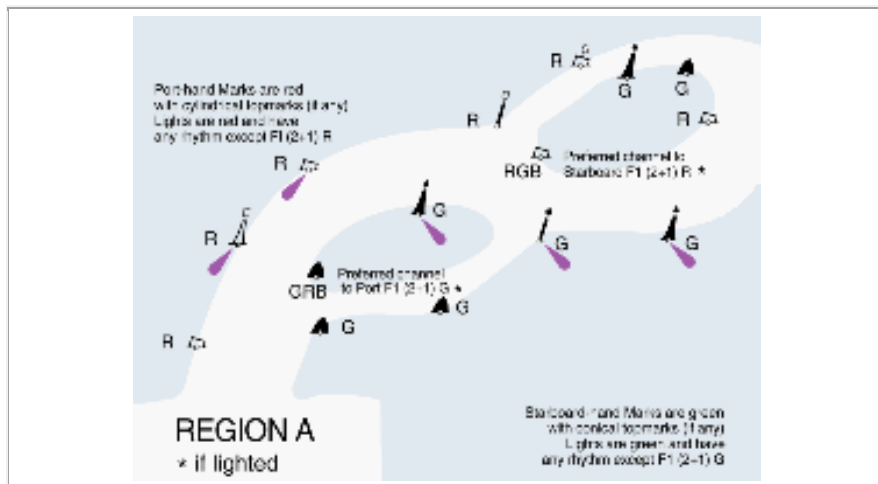 Port-hand Marks are red
with cylindrical topmarks (if any)
Lights are red and have
any rhythm except Fl (2+1) R
R
G
G
R
R
R
RGB
Preferred channel to
Starboard F1 (2+1) R *
R
G
R
G
G
GRB
Preferred channel
to Port F1 (2+1) G *
G
R
G
REGION A
* if lighted
Starboard-hand Marks are green
with conical topmarks (if any)
Lights are green and have
any rhythm except F1 (2+1) G